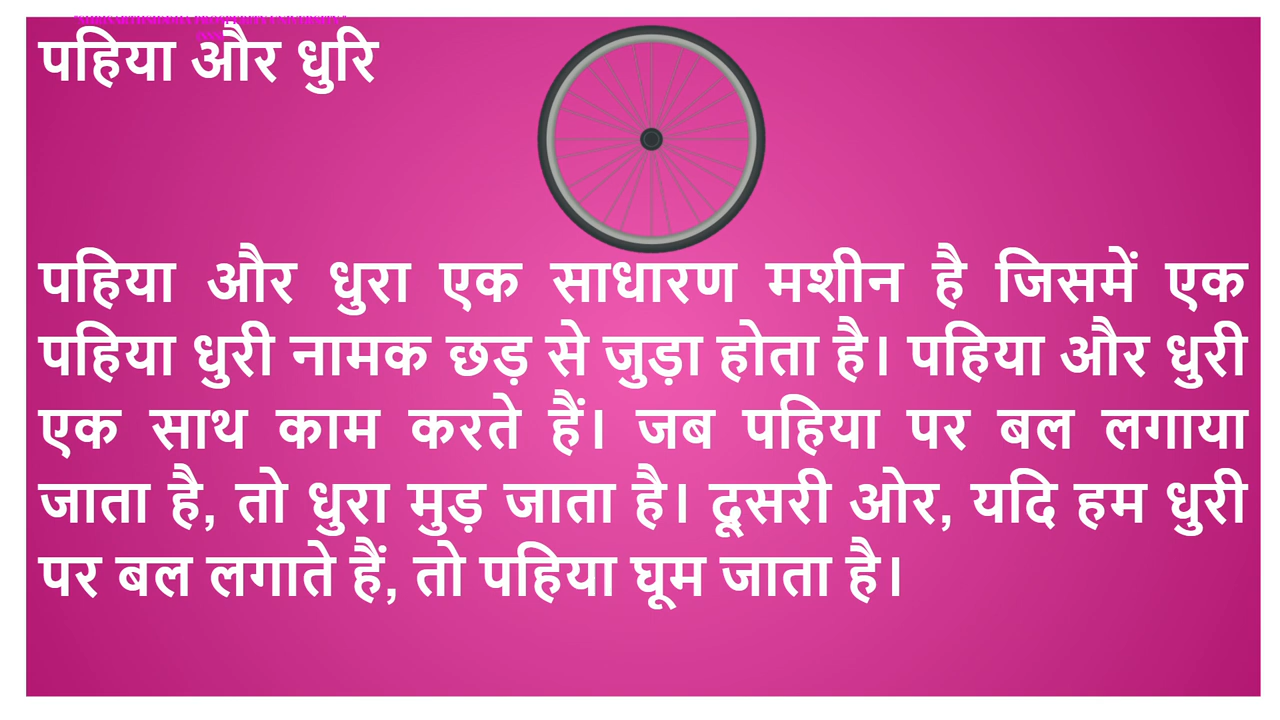 पहिया और धुरि
पहिया और धुरा एक साधारण मशीन है जिसमें एक
पहिया धुरी नामक छड़ से जुड़ा होता है। पहिया और धुरी
एक साथ काम करते हैं। जब पहिया पर बल लगाया
जाता है, तो धुरा मुड़ जाता है। दूसरी ओर, यदि हम धुरी
पर बल लगाते हैं, तो पहिया घूम जाता है।